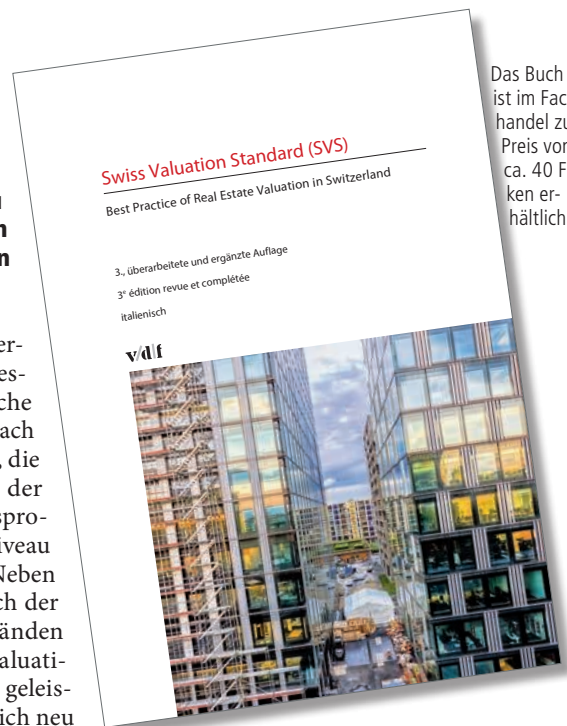 Das Buch
ist im Fac
handel zu
Preis vo
ca. 40 F
ken er-
hältlich
Swiss Valuation Standard (SVS)
Best Practice of Real Estate Valuation in Switzerland
3., überarbeitete und ergänzte Auflage
3e édition revue et complétée
italienisch
v/d|f
n
n
er-
es-
che
ach
, die
der
spro-
iveau
Neben
ch der
änden
aluati-
geleis-
ich neu